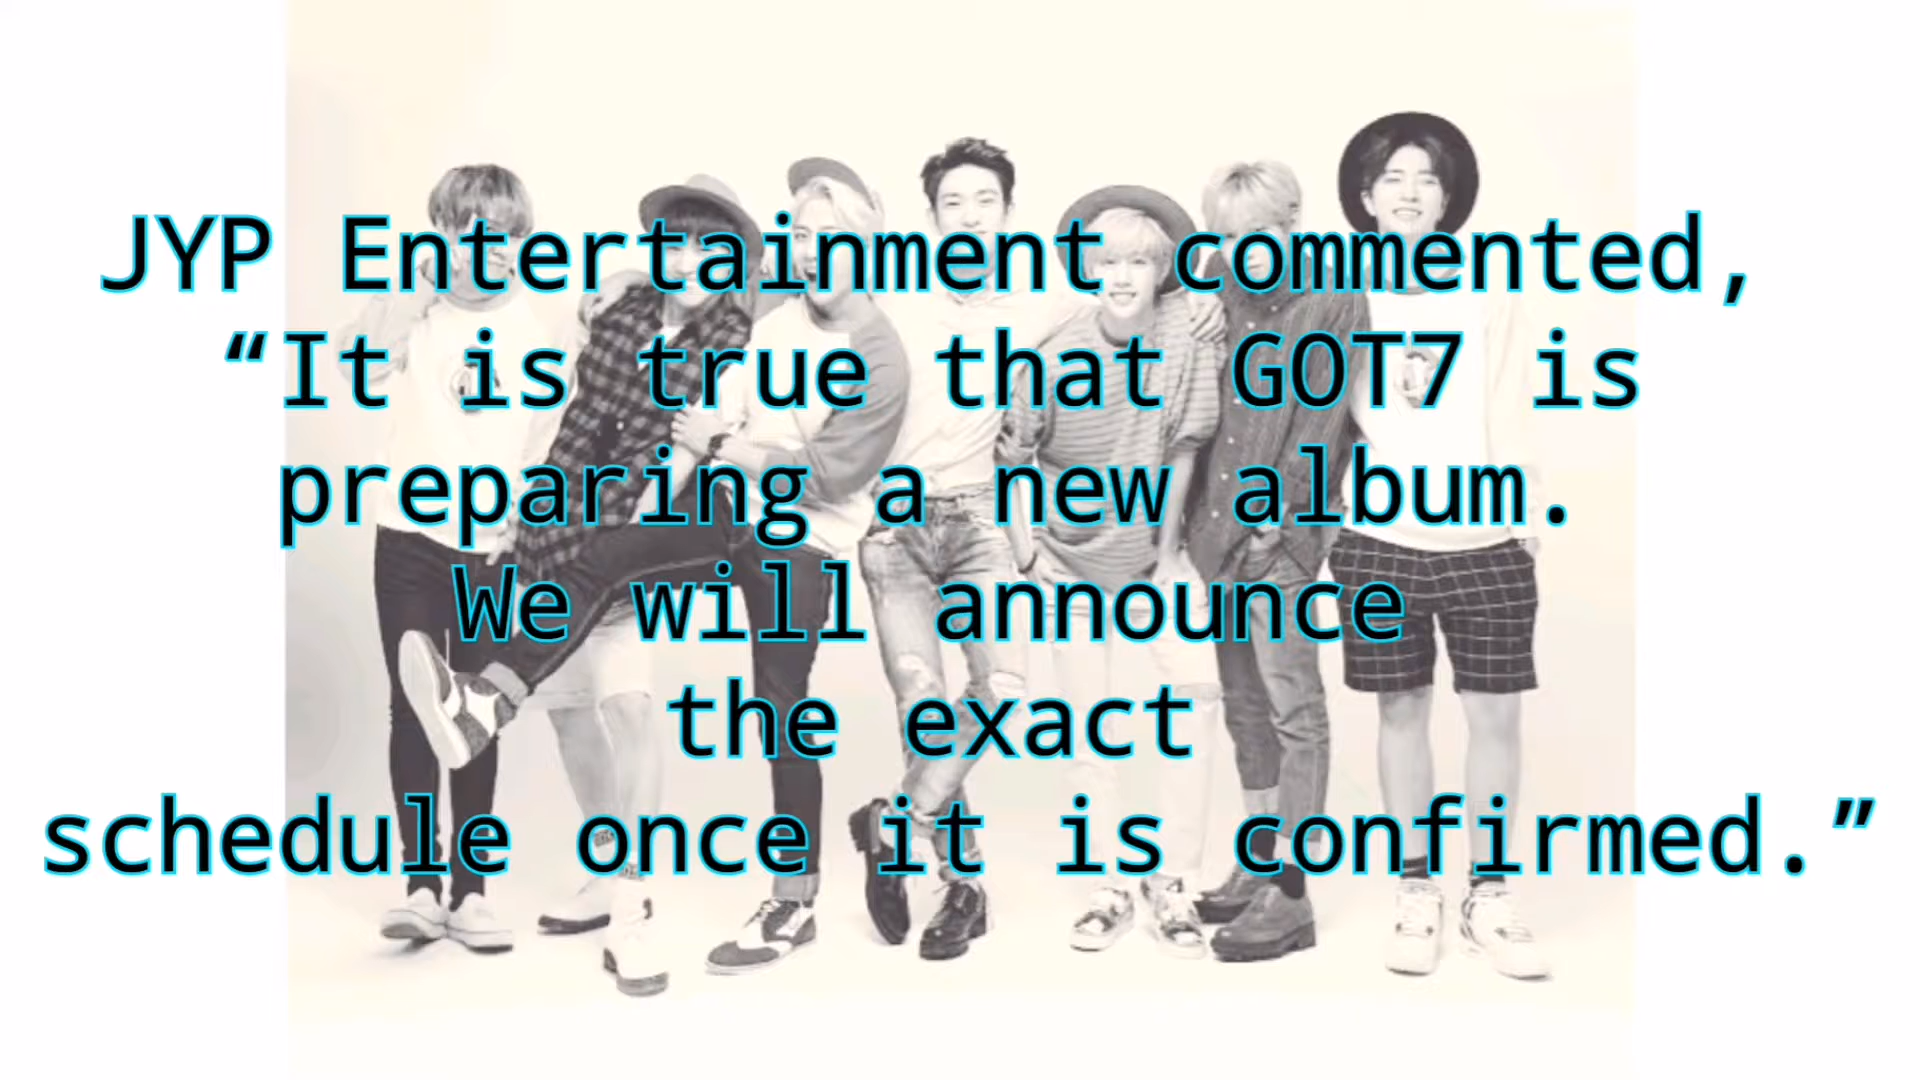 JYP Entertainment commented,
“It is true that GOT7 is
preparing a new album.
We will announce
the exact
schedule once it is confirmed.”